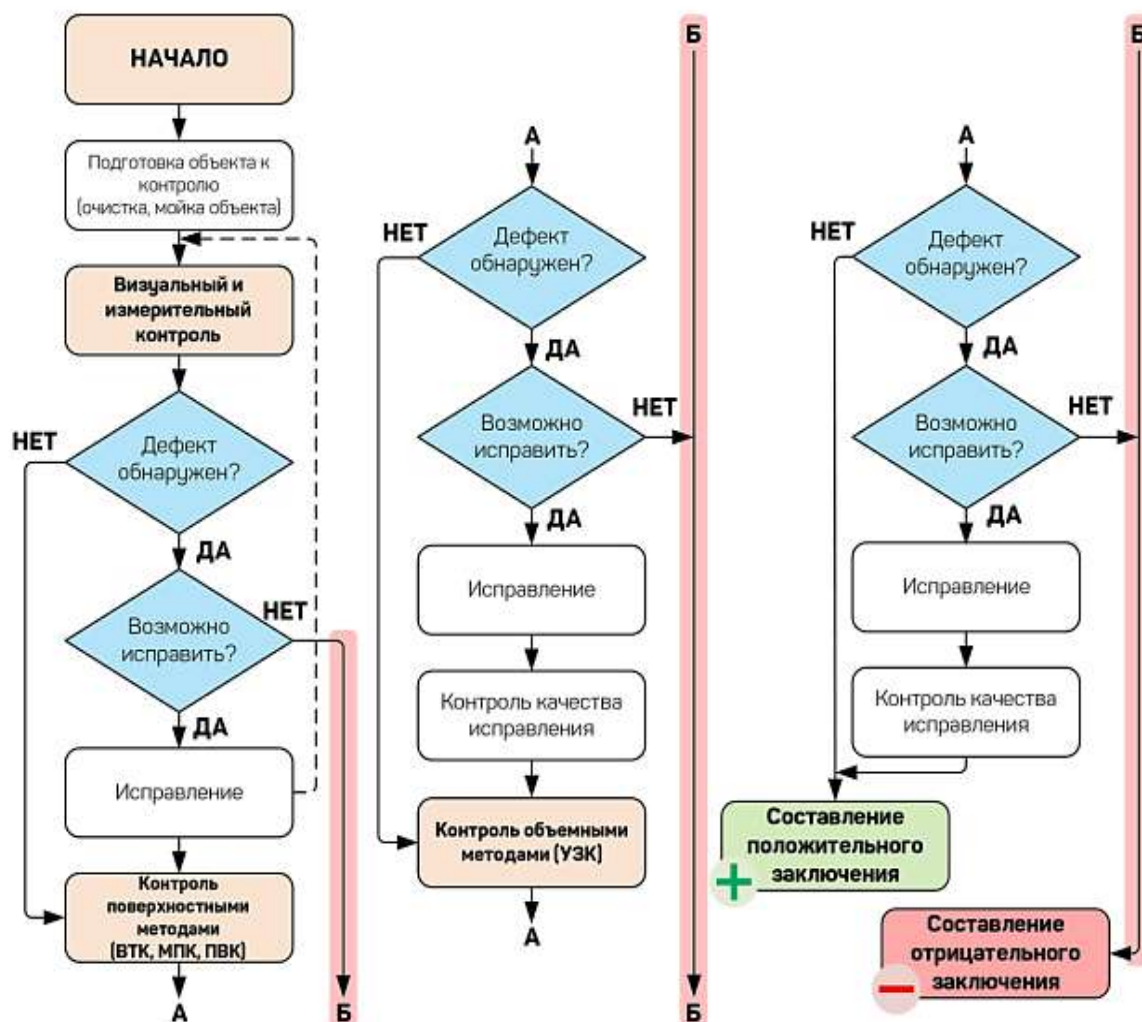 НАЧАЛО
Подготовка объекта к
контролю
(очистка, мойка объекта)
Визуальный и
измерительный
контроль
НЕТ
Дефект
обнаружен?
ДА
НЕТ
Возможно
исправить?
ДА
Исправление
Контроль
поверхностными
методами
(ВТК, МПК, ПВК)
А
Б
Б
А
НЕТ
Дефект
обнаружен?
ДА
Возможно
исправить?
НЕТ
ДА
Исправление
Контроль качества
исправления
Контроль объемными
методами (УЗК)
А
Б
Б
А
НЕТ
Дефект
обнаружен?
ДА
Возможно
исправить?
НЕТ
ДА
Исправление
Контроль качества
исправления
Составление
положительного
заключения
Составление
отрицательного
заключения